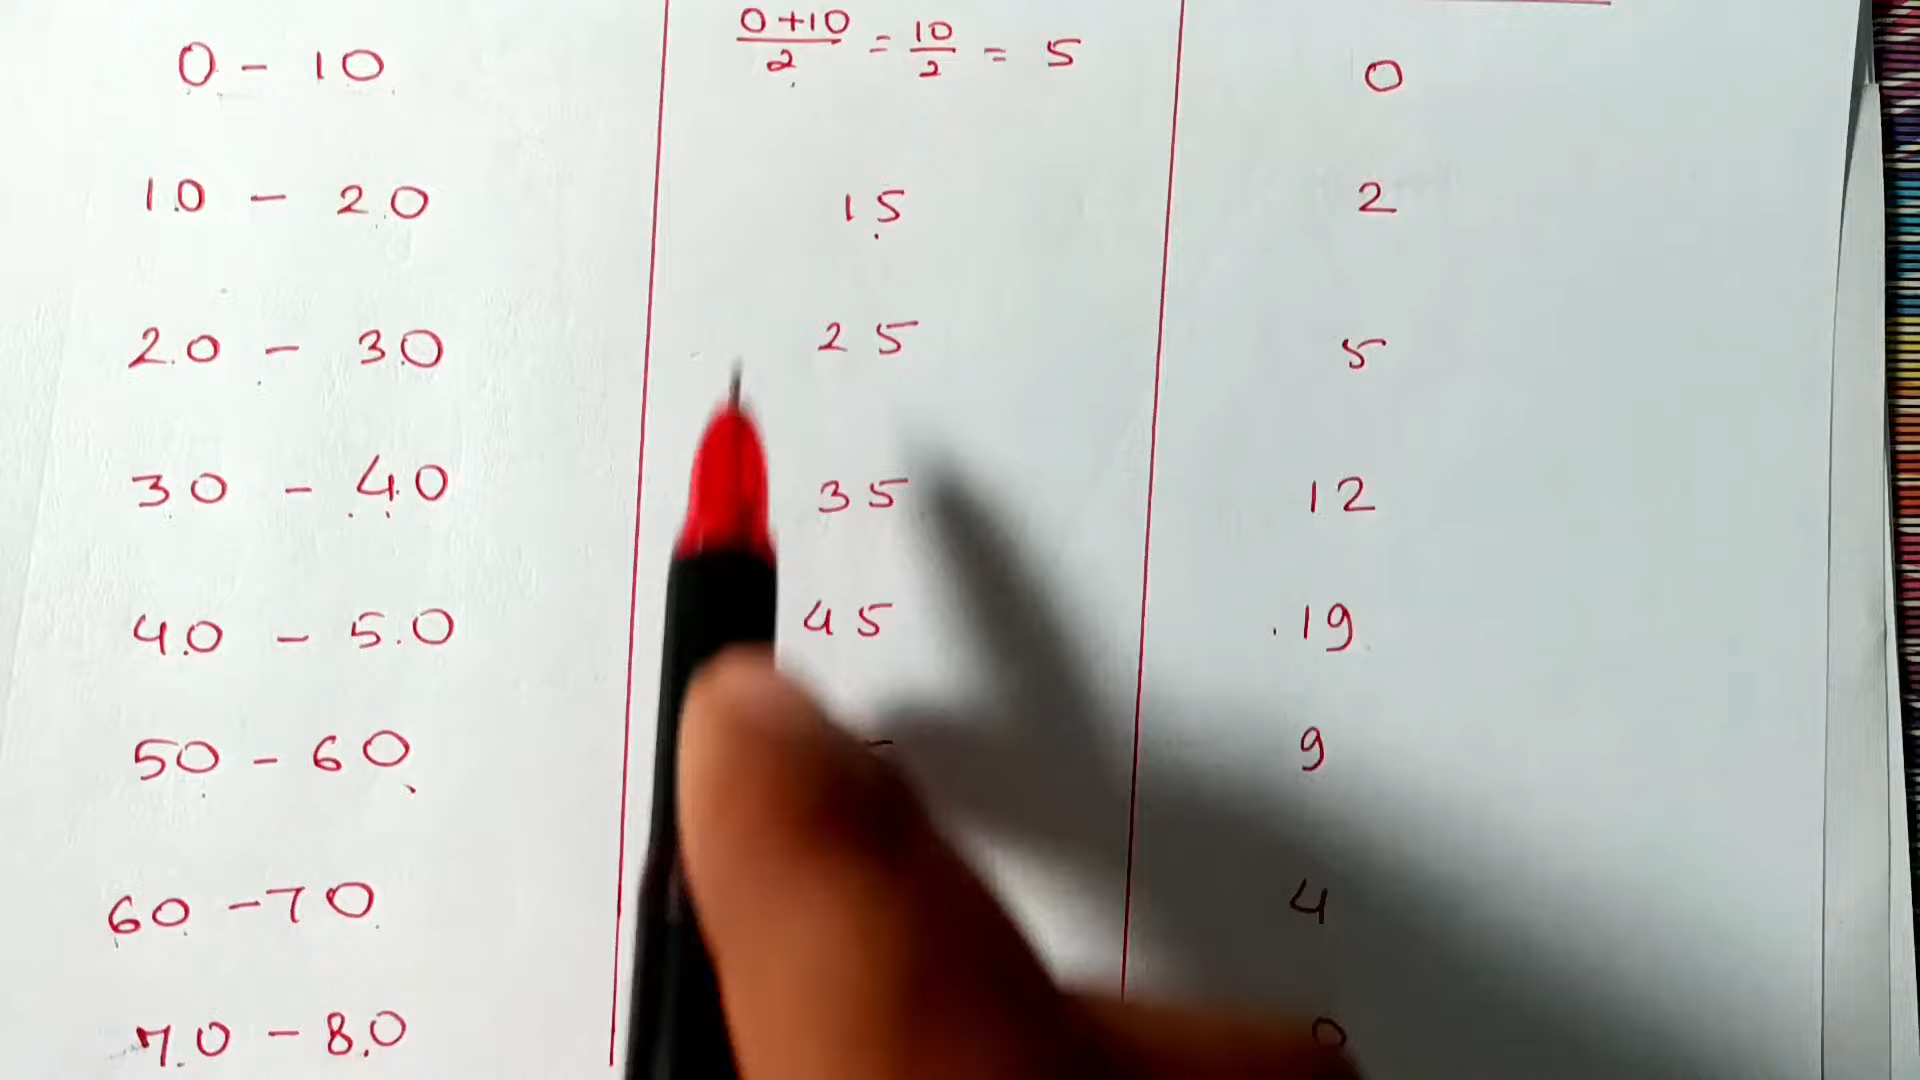 0 - 10 0+10/2 = 10/2 = 5 0
10 - 20 15 2
20 - 30 25 5
30 - 40 35 12
40 - 50 45 19
50 - 60 9
60 - 70 4
70 - 80 0